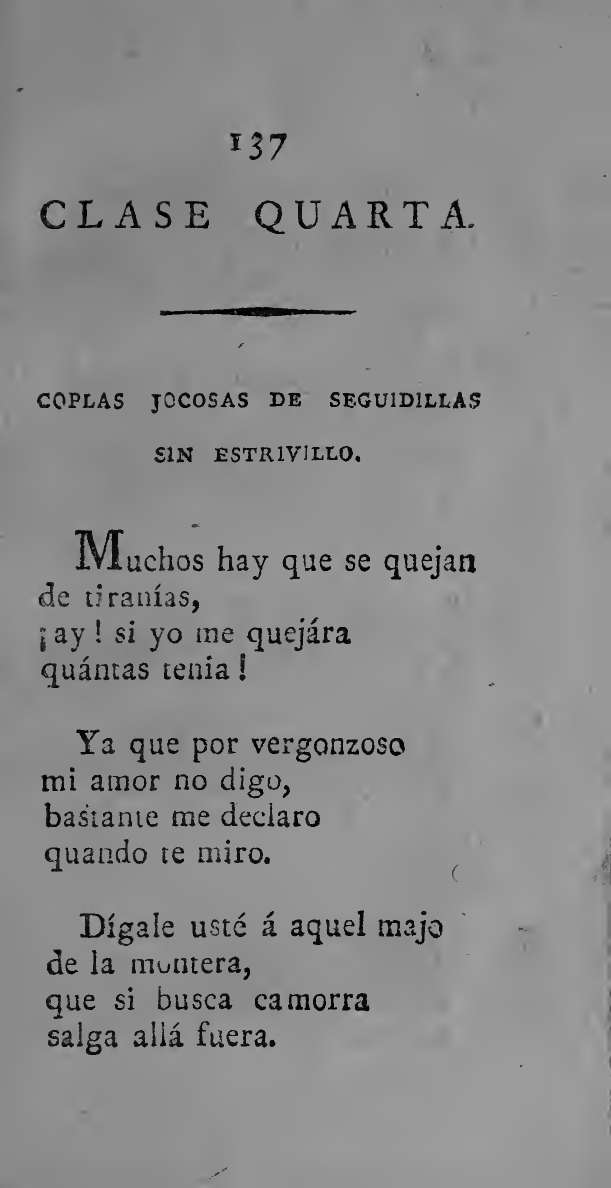 137
CLASE QUARTA.
COPLAS JOCOSAS DE SEGUIDILLAS
SIN ESTRIVILLO.
Muchos hay que se quejan
de tiranías,
¡ay! si yo me quejára
quántas tenia!
Ya que por vergonzoso
mi amor no digo,
bastante me declaro
quando te miro.
Dígale usté á aquel majo
de la montera,
que si busca camorra
salga allá fuera.